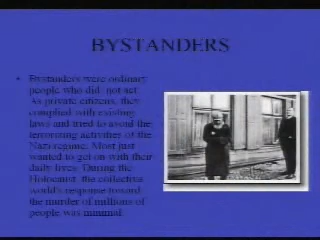 BYSTANDERS
• Bystanders were ordinary
people who did not act.
As private citizens, they
complied with existing
laws and tried to avoid the
terrorizing activities of the
Nazi regime. Most just
wanted to get on with their
daily lives. During the
Holocaust, the collective
world's response toward
the murder of millions of
people was minimal.